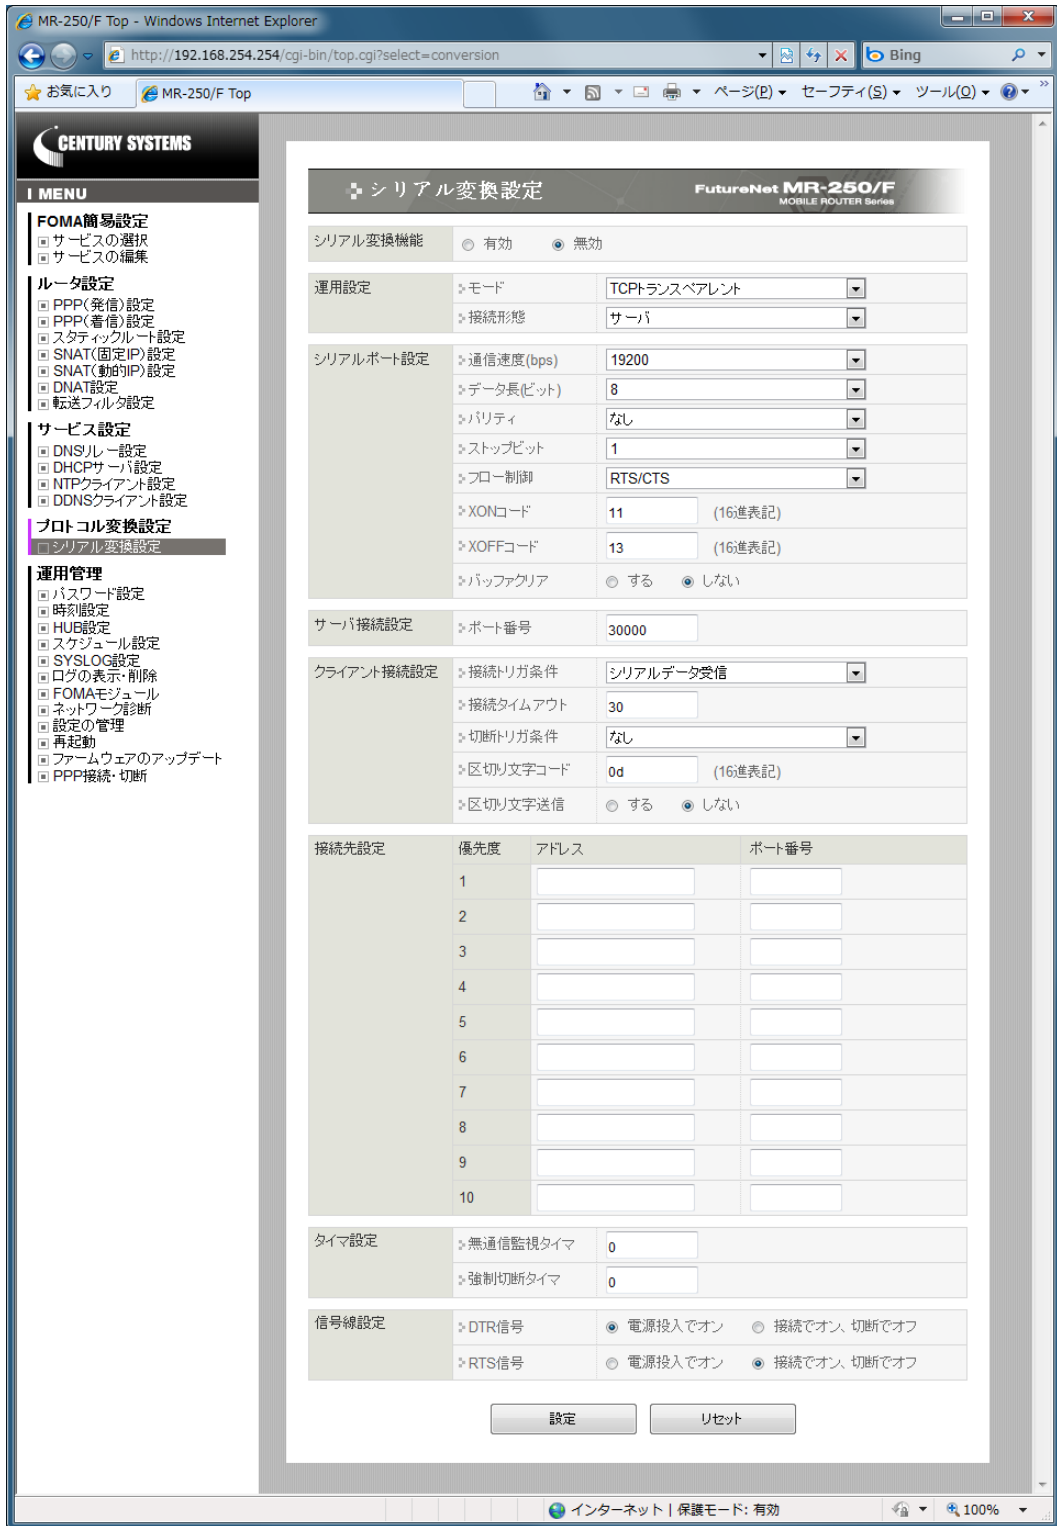 MR-250/F Top - Windows Internet Explorer
http://192.168.254.254/cgi-bin/top.cgi?select=conversion
Bing
お気に入り
MR-250/F Top
ページ(P)
セーフティ(S)
ツール(O)
CENTURY SYSTEMS
MENU
FOMA簡易設定
サービスの選択
サービスの編集
ルータ設定
PPP(発信)設定
PPP(着信)設定
スタティックルート設定
SNAT(固定IP)設定
SNAT(動的IP)設定
DNAT設定
転送フィルタ設定
サービス設定
DNSリレー設定
DHCPサーバ設定
NTPクライアント設定
DDNSクライアント設定
プロトコル変換設定
シリアル変換設定
運用管理
パスワード設定
時刻設定
HUB設定
スケジュール設定
SYSLOG設定
ログの表示・削除
FOMAモジュール
ネットワーク診断
設定の管理
再起動
ファームウェアのアップデート
PPP接続・切断
シリアル変換設定
FutureNet MR-250/F
MOBILE ROUTER Series
シリアル変換機能 有効 無効
運用設定 モード TCPトランスペアレント
接続形態 サーバ
シリアルポート設定 通信速度(bps) 19200
データ長(ビット) 8
パリティ なし
ストップビット 1
フロー制御 RTS/CTS
XONコード 11 (16進表記)
XOFFコード 13 (16進表記)
バッファクリア する しない
サーバ接続設定 ポート番号 30000
クライアント接続設定 接続トリガ条件 シリアルデータ受信
接続タイムアウト 30
切断トリガ条件 なし
区切り文字コード 0d (16進表記)
区切り文字送信 する しない
接続先設定 優先度 アドレス ポート番号
1
2
3
4
5
6
7
8
9
10
タイマ設定 無通信監視タイマ 0
強制切断タイマ 0
信号線設定 DTR信号 電源投入でオン 接続でオン、切断でオフ
RTS信号 電源投入でオン 接続でオン、切断でオフ
設定 リセット
インターネット | 保護モード: 有効
100%